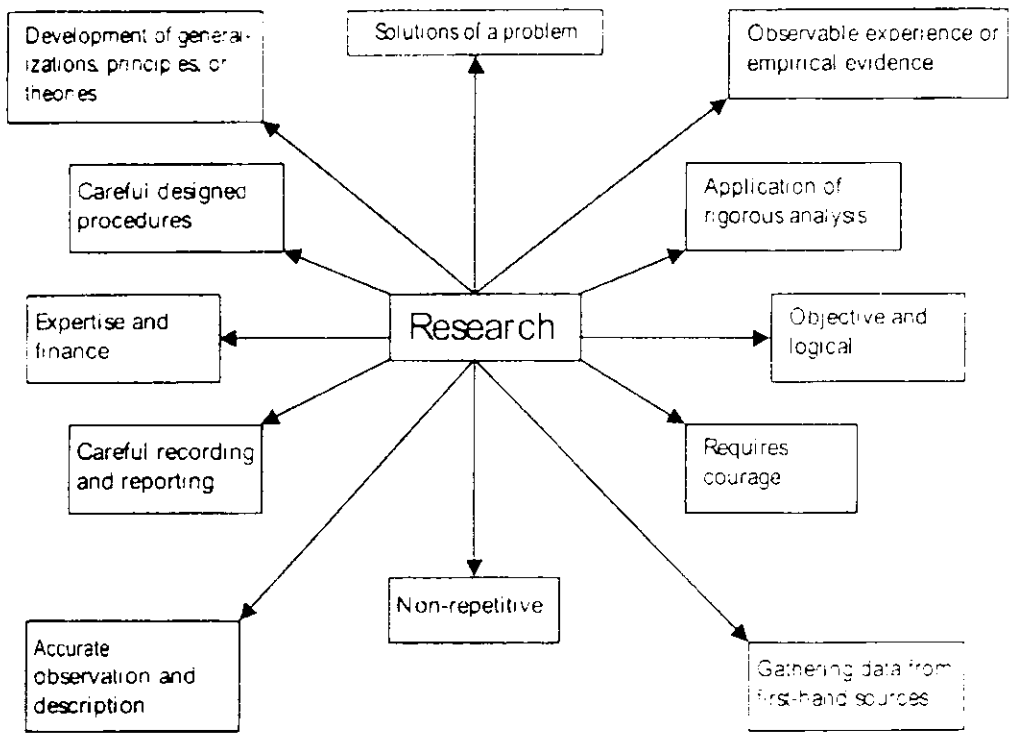 Development of general-
izations, principles, or
theories
Solutions of a problem
Observable experience or
empirical evidence
Careful designed
procedures
Application of
rigorous analysis
Expertise and
finance
Research
Objective and
logical
Careful recording
and reporting
Requires
courage
Accurate
observation and
description
Non-repetitive
Gathering data from
first-hand sources